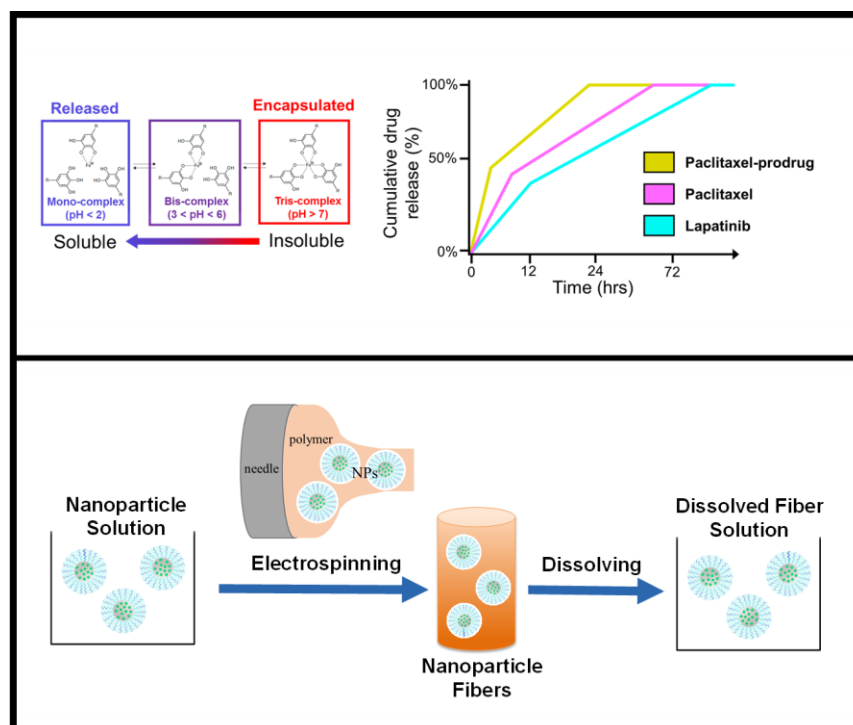 Released
Encapsulated
Mono-complex
(pH < 2)
Bis-complex
(3 < pH < 6)
Tris-complex
(pH > 7)
Soluble
Insoluble
Cumulative drug
release (%)
100%
50%
0%
0
12
24
72
Time (hrs)
Paclitaxel-prodrug
Paclitaxel
Lapatinib
needle
polymer
NPs
Nanoparticle
Solution
Electrospinning
Nanoparticle
Fibers
Dissolving
Dissolved Fiber
Solution